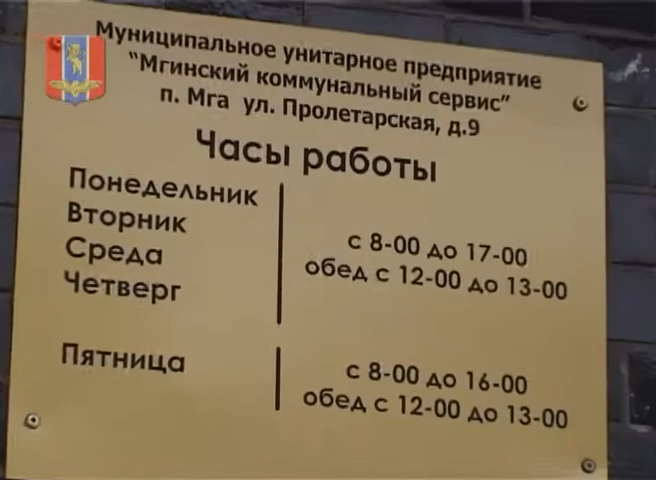 Муниципальное унитарное предприятие
“Мгинский коммунальный сервис”
п. Мга ул. Пролетарская, д.9
Часы работы
Понедельник
Вторник
Среда
Четверг
с 8-00 до 17-00
обед с 12-00 до 13-00
Пятница
с 8-00 до 16-00
обед с 12-00 до 13-00